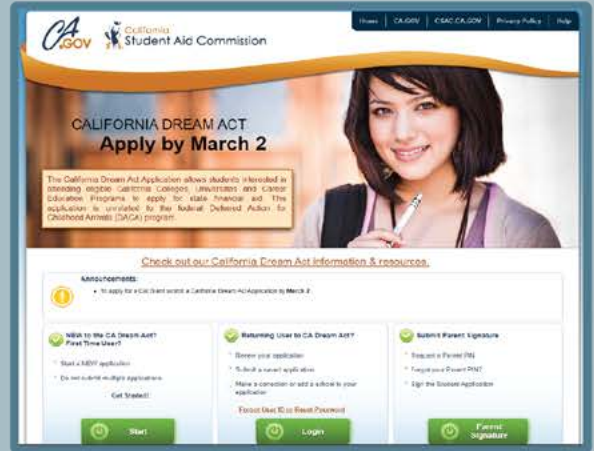 Home | CA.GOV | CSAC.CA.GOV | Privacy Policy | Help
CA.GOV
California
Student Aid Commission
CALIFORNIA DREAM ACT
Apply by March 2
The California Dream Act Application allows students interested in
attending eligible California Colleges, Universities and Career
Education Programs to apply for state financial aid. This
application is unrelated to the federal Deferred Action for
Childhood Arrivals (DACA) program.
Check out our California Dream Act information & resources.
Announcements:
• To apply for a Cal Grant submit a California Dream Act Application by March 2
NEW to the CA Dream Act?
First Time User?
Start a NEW application
Do not submit multiple applications
Get Started!
Start
Returning User to CA Dream Act?
Renew your application
Submit a saved application
Make a correction or add a school to your
application
Forgot User ID or Reset Password
Login
Submit Parent Signature
Request a Parent PIN
Forgot your Parent PIN?
Sign the Student Application
Parent
Signature